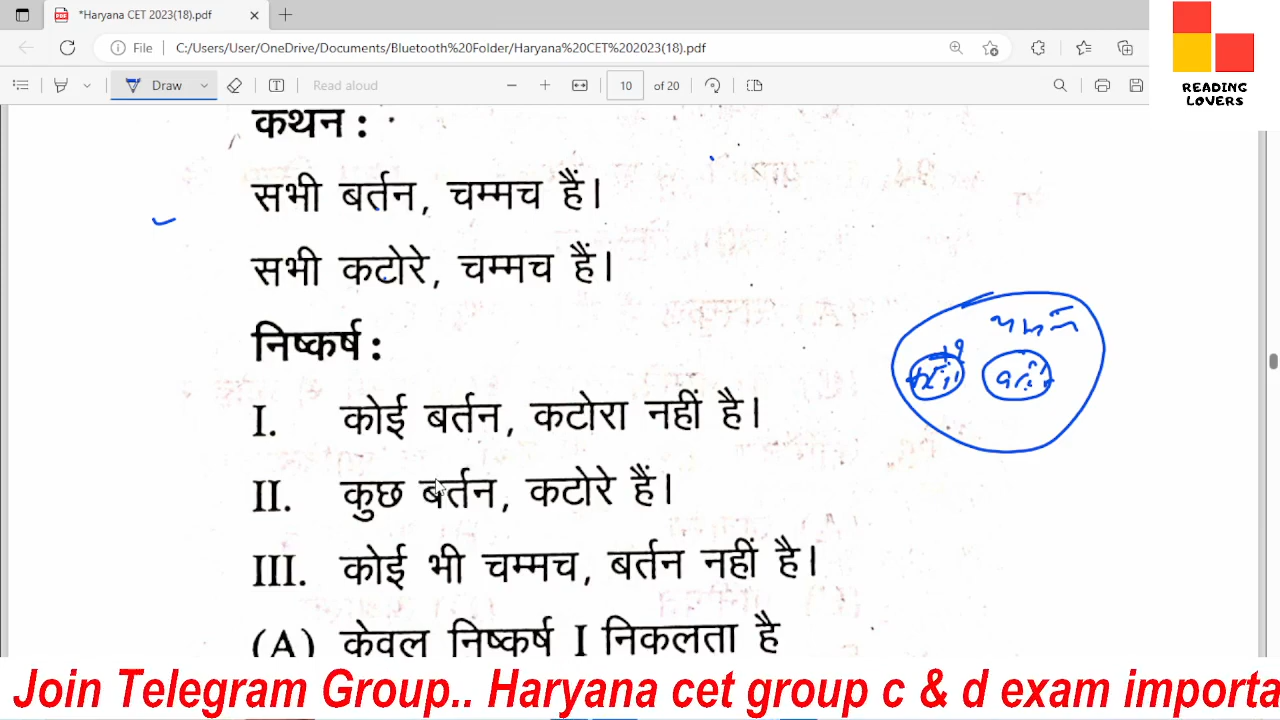 *Haryana CET 2023(18).pdf
File C:/Users/User/OneDrive/Documents/Bluetooth%20Folder/Haryana%20CET%202023(18).pdf
Draw Read aloud 10 of 20
READING
LOVERS
कथन :
सभी बर्तन, चम्मच हैं।
सभी कटोरे, चम्मच हैं।
निष्कर्ष :
I. कोई बर्तन, कटोरा नहीं है।
II. कुछ बर्तन, कटोरे हैं।
III. कोई भी चम्मच, बर्तन नहीं है।
(A) केवल निष्कर्ष I निकलता है
Join Telegram Group.. Haryana cet group c & d exam importa